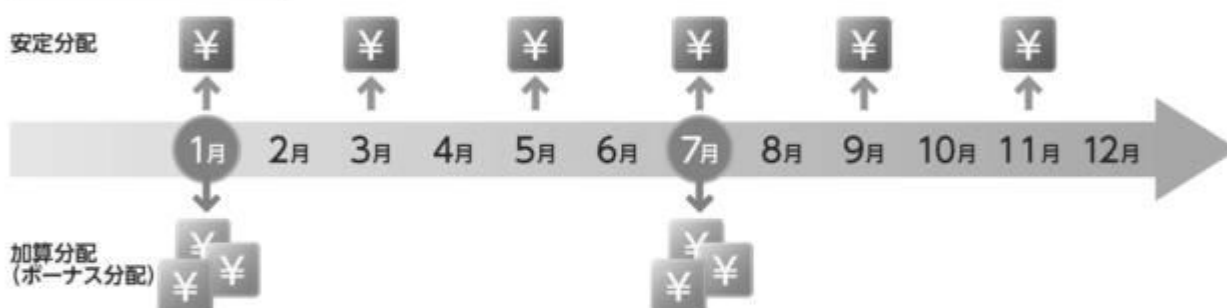 安定分配
¥ ¥ ¥ ¥ ¥ ¥
1月 2月 3月 4月 5月 6月 7月 8月 9月 10月 11月 12月
加算分配
(ボーナス分配)
¥ ¥ ¥ ¥ ¥ ¥